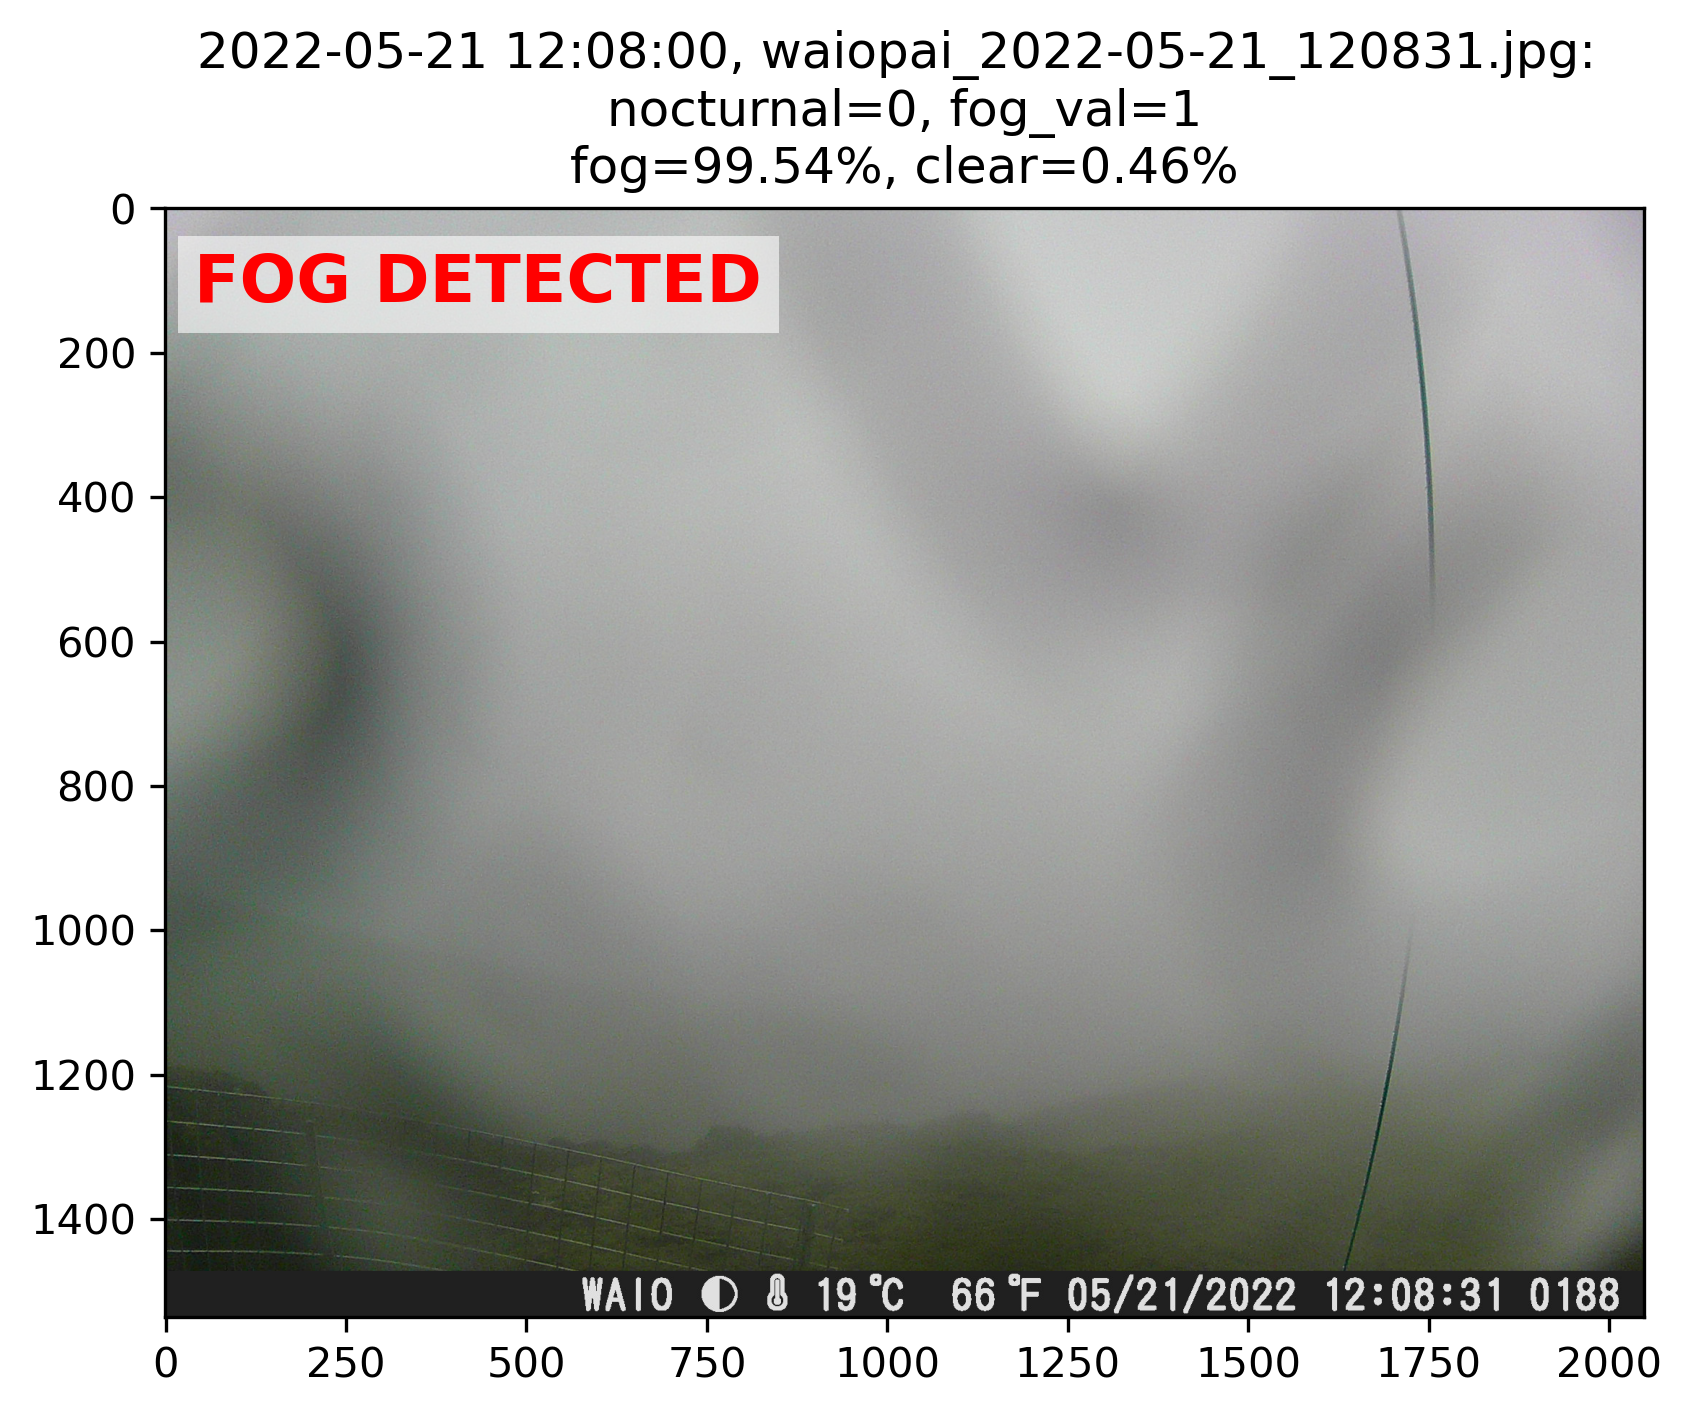 2022-05-21 12:08:00, waiopai_2022-05-21_120831.jpg:
nocturnal=0, fog_val=1
fog=99.54%, clear=0.46%
0
FOG DETECTED
200
400
600
800
1000
1200
1400
WAIO 19°C 66°F 05/21/2022 12:08:31 0188
0 250 500 750 1000 1250 1500 1750 2000